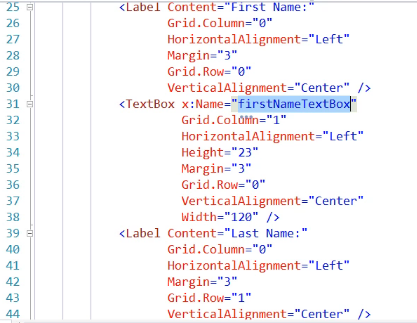 25 <Label Content="First Name:"
26 Grid.Column="0"
27 HorizontalAlignment="Left"
28 Margin="3"
29 Grid.Row="0"
30 VerticalAlignment="Center" />
31 <TextBox x:Name="firstNameTextBox"
32 Grid.Column="1"
33 HorizontalAlignment="Left"
34 Height="23"
35 Margin="3"
36 Grid.Row="0"
37 VerticalAlignment="Center"
38 Width="120" />
39 <Label Content="Last Name:"
40 Grid.Column="0"
41 HorizontalAlignment="Left"
42 Margin="3"
43 Grid.Row="1"
44 VerticalAlignment="Center" />